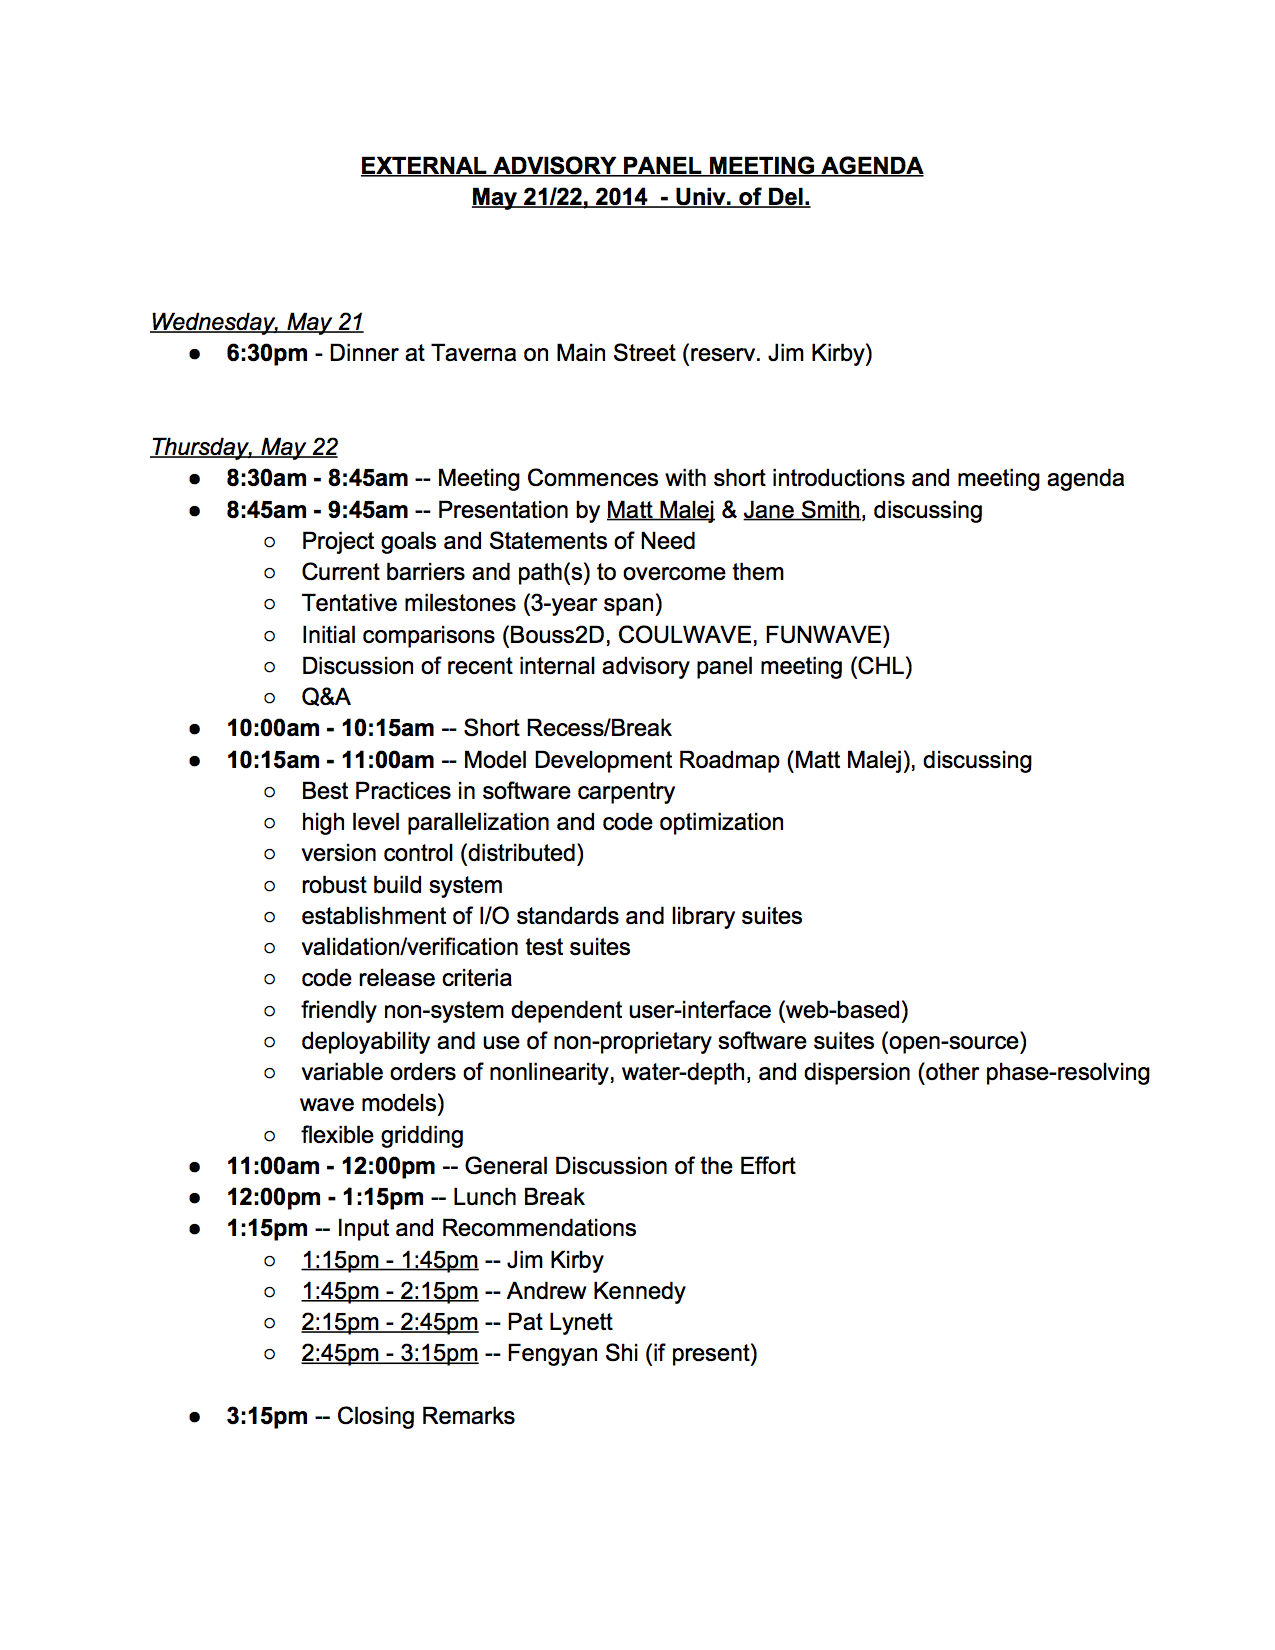 EXTERNAL ADVISORY PANEL MEETING AGENDA
May 21/22, 2014 - Univ. of Del.
Wednesday, May 21
● 6:30pm - Dinner at Taverna on Main Street (reserv. Jim Kirby)
Thursday, May 22
● 8:30am - 8:45am -- Meeting Commences with short introductions and meeting agenda
● 8:45am - 9:45am -- Presentation by Matt Malej & Jane Smith, discussing
○ Project goals and Statements of Need
○ Current barriers and path(s) to overcome them
○ Tentative milestones (3-year span)
○ Initial comparisons (Bouss2D, COULWAVE, FUNWAVE)
○ Discussion of recent internal advisory panel meeting (CHL)
○ Q&A
● 10:00am - 10:15am -- Short Recess/Break
● 10:15am - 11:00am -- Model Development Roadmap (Matt Malej), discussing
○ Best Practices in software carpentry
○ high level parallelization and code optimization
○ version control (distributed)
○ robust build system
○ establishment of I/O standards and library suites
○ validation/verification test suites
○ code release criteria
○ friendly non-system dependent user-interface (web-based)
○ deployability and use of non-proprietary software suites (open-source)
○ variable orders of nonlinearity, water-depth, and dispersion (other phase-resolving
wave models)
○ flexible gridding
● 11:00am - 12:00pm -- General Discussion of the Effort
● 12:00pm - 1:15pm -- Lunch Break
● 1:15pm -- Input and Recommendations
○ 1:15pm - 1:45pm -- Jim Kirby
○ 1:45pm - 2:15pm -- Andrew Kennedy
○ 2:15pm - 2:45pm -- Pat Lynett
○ 2:45pm - 3:15pm -- Fengyan Shi (if present)
● 3:15pm -- Closing Remarks